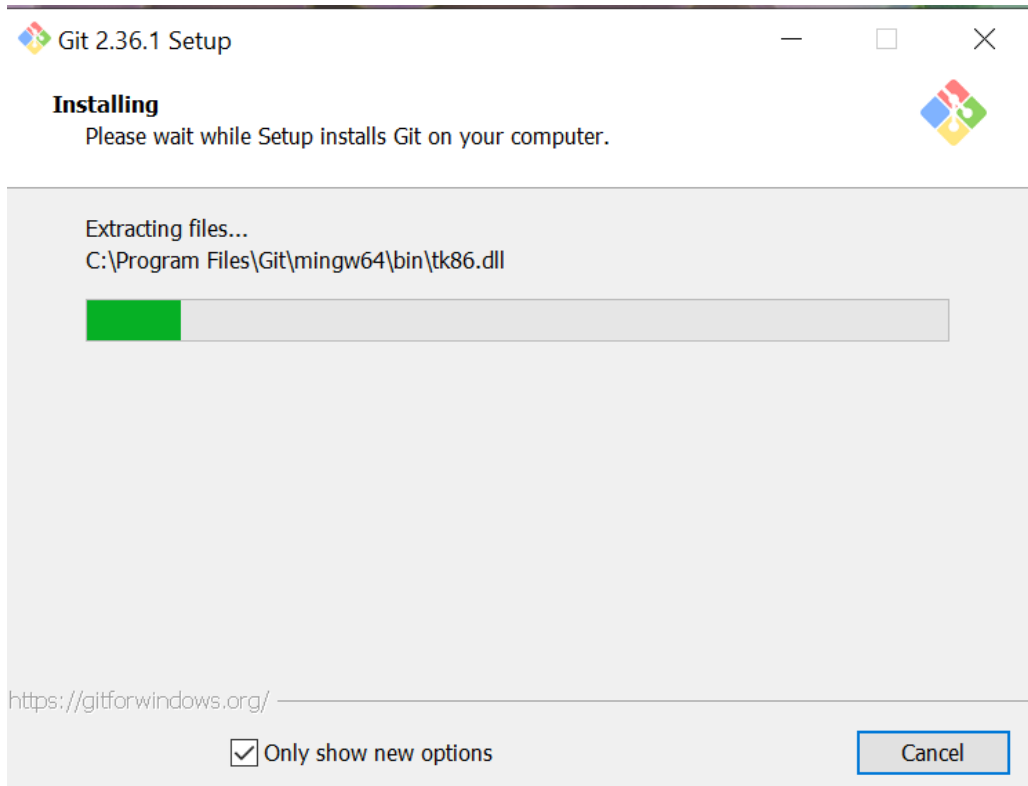 Git 2.36.1 Setup
Installing
Please wait while Setup installs Git on your computer.
Extracting files...
C:\Program Files\Git\mingw64\bin\tk86.dll
https://gitforwindows.org/
Only show new options
Cancel